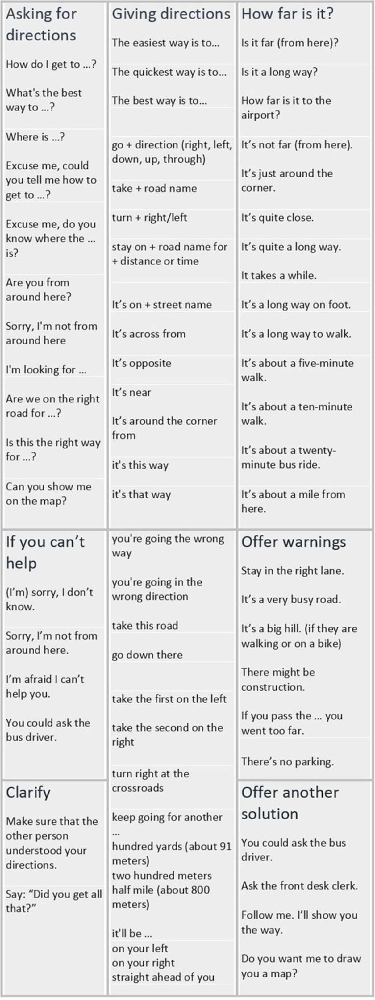 Asking for
directions
How do I get to ...?
What's the best
way to ...?
Where is ...?
Excuse me, could
you tell me how to
get to ...?
Excuse me, do you
know where the ...
is?
Are you from
around here?
Sorry, I'm not from
around here
I'm looking for ...
Are we on the right
road for ...?
Is this the right way
for ...?
Can you show me
on the map?
Giving directions
The easiest way is to...
The quickest way is to...
The best way is to...
go + direction (right, left,
down, up, through)
take + road name
turn + right/left
stay on + road name for
+ distance or time
It’s on + street name
It’s across from
It’s opposite
It’s near
It’s around the corner
from
it's this way
it's that way
How far is it?
Is it far (from here)?
Is it a long way?
How far is it to the
airport?
It’s not far (from here).
It’s just around the
corner.
It’s quite close.
It’s quite a long way.
It takes a while.
It’s a long way on foot.
It’s a long way to walk.
It’s about a five-minute
walk.
It’s about a ten-minute
walk.
It’s about a twenty-
minute bus ride.
It’s about a mile from
here.
If you can’t
help
(I’m) sorry, I don’t
know.
Sorry, I’m not from
around here.
I’m afraid I can’t
help you.
You could ask the
bus driver.
Clarify
Make sure that the
other person
understood your
directions.
Say: “Did you get all
that?”
you're going the wrong
way
you're going in the
wrong direction
take this road
go down there
take the first on the left
take the second on the
right
turn right at the
crossroads
keep going for another
...
hundred yards (about 91
meters)
two hundred meters
half mile (about 800
meters)
it'll be ...
on your left
on your right
straight ahead of you
Offer warnings
Stay in the right lane.
It’s a very busy road.
It’s a big hill. (if they are
walking or on a bike)
There might be
construction.
If you pass the ... you
went too far.
There’s no parking.
Offer another
solution
You could ask the bus
driver.
Ask the front desk clerk.
Follow me. I’ll show you
the way.
Do you want me to draw
you a map?